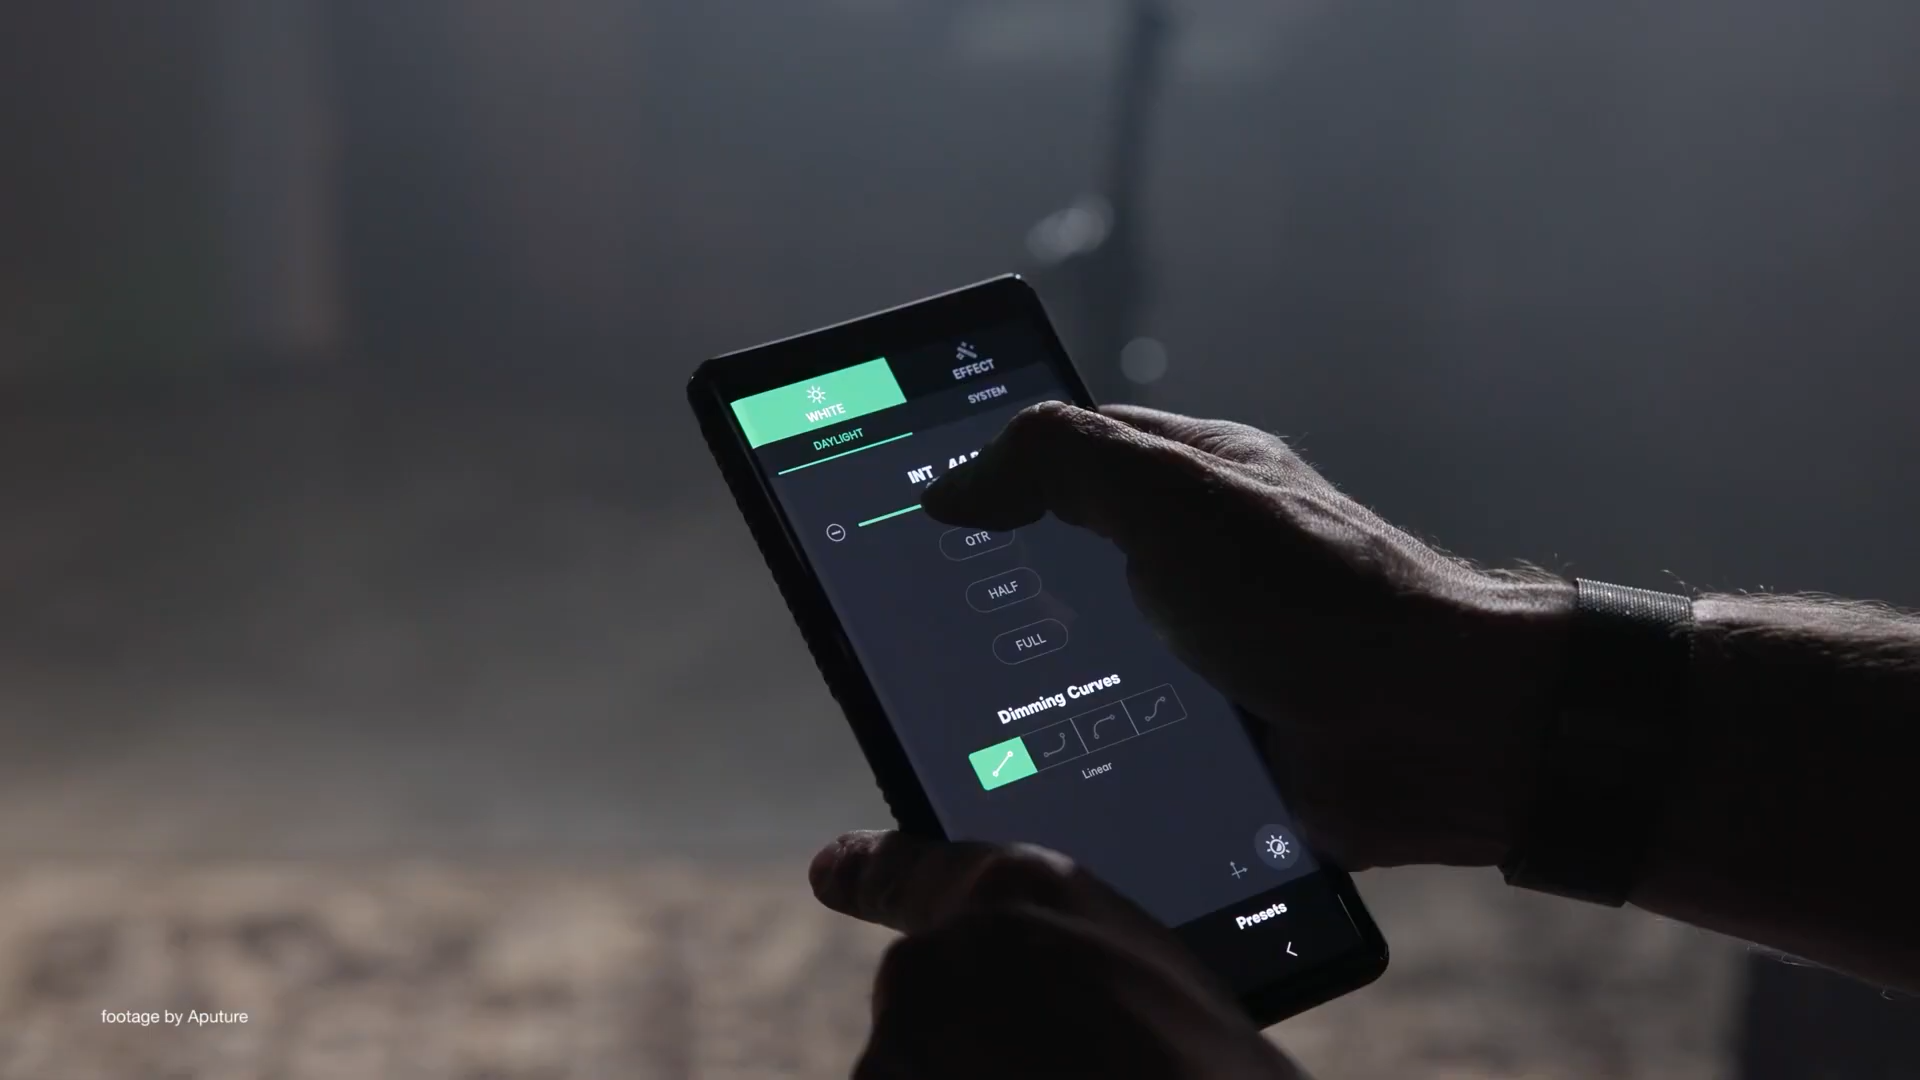 EFFECT
WHITE
SYSTEM
DAYLIGHT
INT
QTR
HALF
FULL
Dimming Curves
Linear
Presets
footage by Aputure